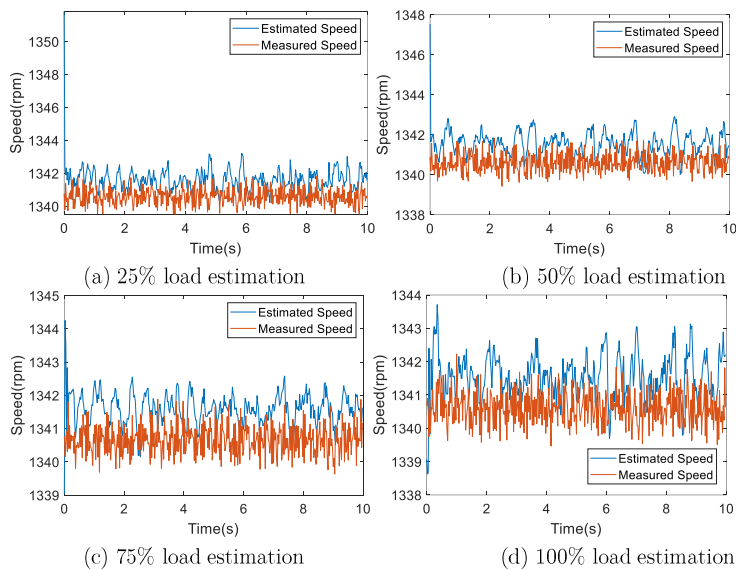 1350
1348
1346
1344
1342
1340
Speed(rpm)
Estimated Speed
Measured Speed
0 2 4 6 8 10
Time(s)
(a) 25% load estimation
1348
1346
1344
1342
1340
1338
Speed(rpm)
Estimated Speed
Measured Speed
0 2 4 6 8 10
Time(s)
(b) 50% load estimation
1345
1344
1343
1342
1341
1340
1339
Speed(rpm)
Estimated Speed
Measured Speed
0 2 4 6 8 10
Time(s)
(c) 75% load estimation
1344
1343
1342
1341
1340
1339
1338
Speed(rpm)
Estimated Speed
Measured Speed
0 2 4 6 8 10
Time(s)
(d) 100% load estimation